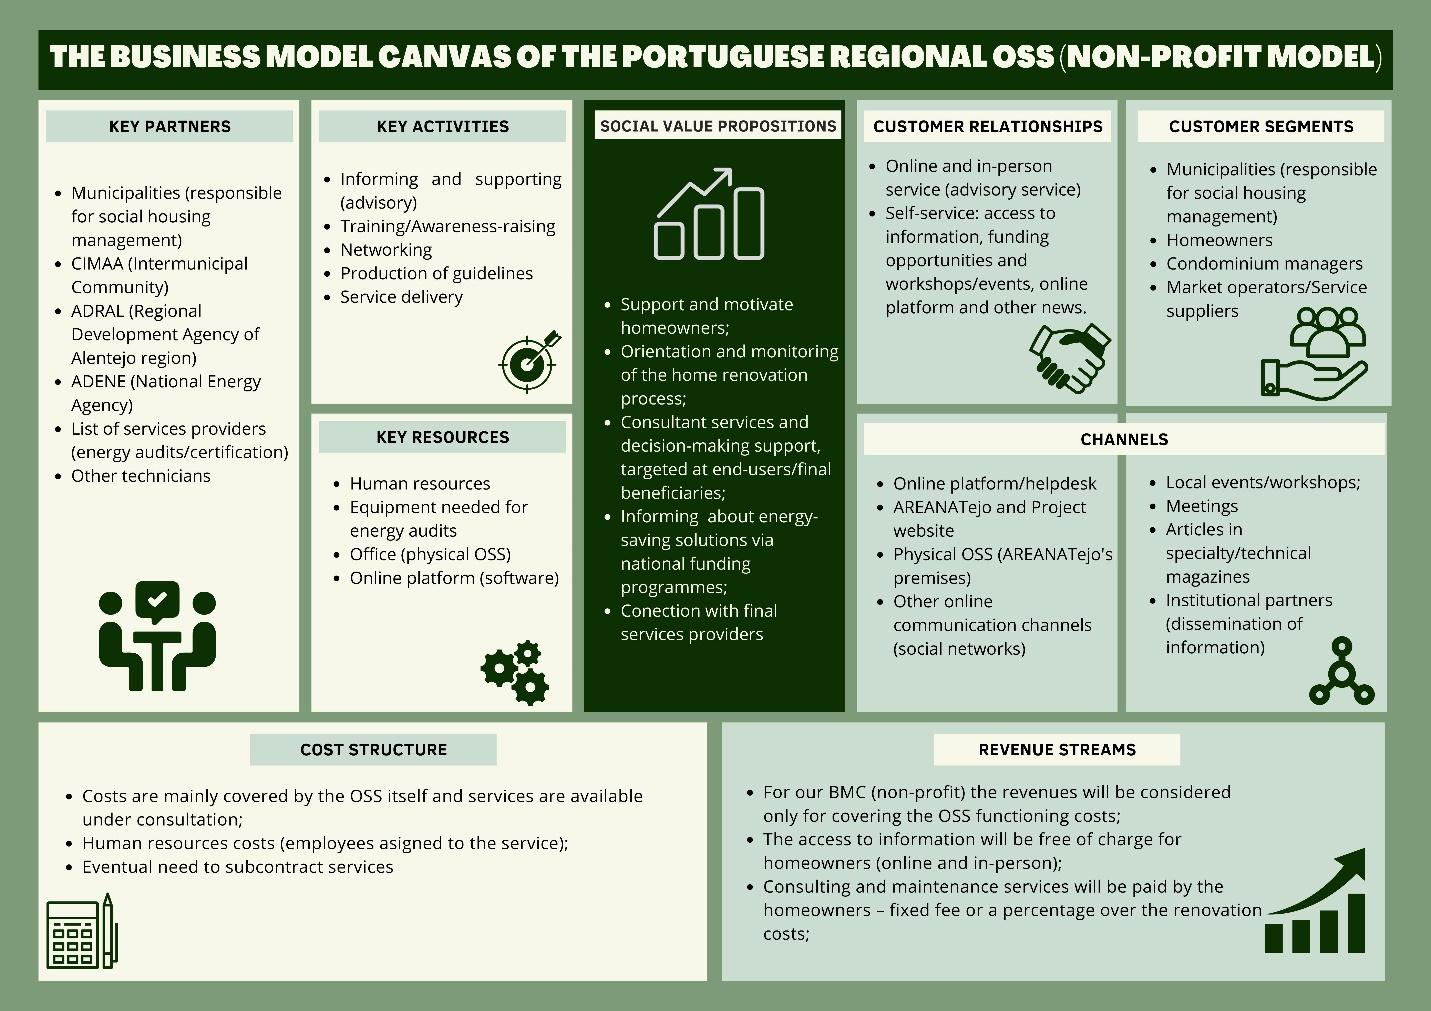 THE BUSINESS MODEL CANVAS OF THE PORTUGUESE REGIONAL OSS (NON-PROFIT MODEL)
KEY PARTNERS
• Municipalities (responsible
for social housing
management)
• CIMAA (Intermunicipal
Community)
• ADRAL (Regional
Development Agency of
Alentejo region)
• ADENE (National Energy
Agency)
• List of services providers
(energy audits/certification)
• Other technicians
KEY ACTIVITIES
• Informing and supporting
(advisory)
• Training/Awareness-raising
• Networking
• Production of guidelines
• Service delivery
KEY RESOURCES
• Human resources
• Equipment needed for
energy audits
• Office (physical OSS)
• Online platform (software)
SOCIAL VALUE PROPOSITIONS
• Support and motivate
homeowners;
• Orientation and monitoring
of the home renovation
process;
• Consultant services and
decision-making support,
targeted at end-users/final
beneficiaries;
• Informing about energy-
saving solutions via
national funding
programmes;
• Conection with final
services providers
CUSTOMER RELATIONSHIPS
• Online and in-person
service (advisory service)
• Self-service: access to
information, funding
opportunities and
workshops/events, online
platform and other news.
CUSTOMER SEGMENTS
• Municipalities (responsible
for social housing
management)
• Homeowners
• Condominium managers
• Market operators/Service
suppliers
CHANNELS
• Online platform/helpdesk
• AREANATejo and Project
website
• Physical OSS (AREANATejo's
premises)
• Other online
communication channels
(social networks)
• Local events/workshops;
• Meetings
• Articles in
specialty/technical
magazines
• Institutional partners
(dissemination of
information)
COST STRUCTURE
• Costs are mainly covered by the OSS itself and services are available
under consultation;
• Human resources costs (employees asigned to the service);
• Eventual need to subcontract services
REVENUE STREAMS
• For our BMC (non-profit) the revenues will be considered
only for covering the OSS functioning costs;
• The access to information will be free of charge for
homeowners (online and in-person);
• Consulting and maintenance services will be paid by the
homeowners – fixed fee or a percentage over the renovation
costs;